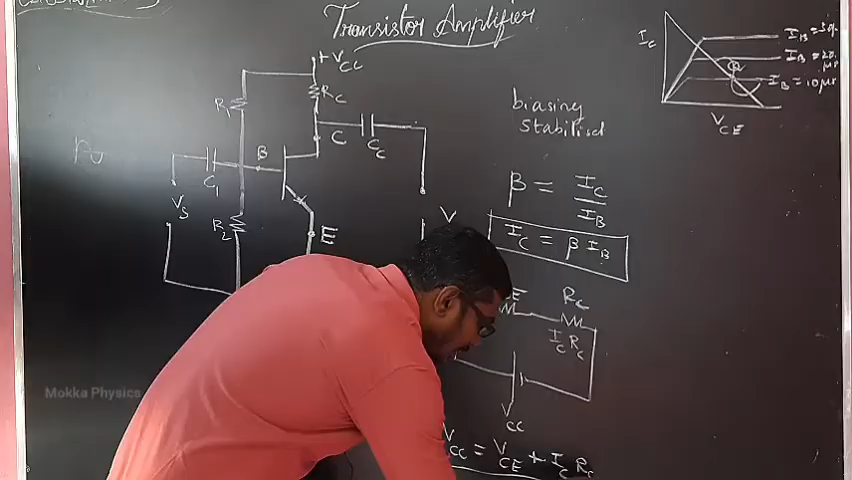 Transistor Amplifier
+Vcc
R1
Rc
B
C
Cc
C1
Vs
R2
E
V
biasing
stabilised
β = Ic / IB
Ic = β IB
Rc
Ic Rc
Vcc
Vcc = VCE + Ic Rc
Ic
IB = 10μA
Q
VCE
Mokka Physics